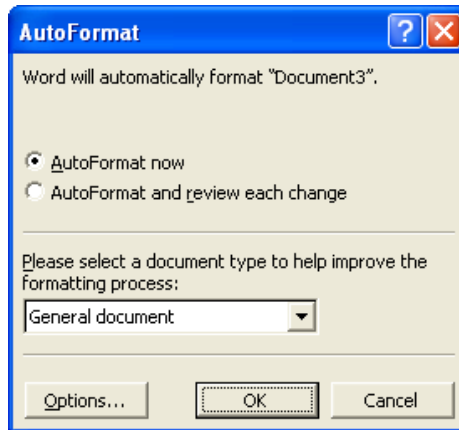 AutoFormat
Word will automatically format "Document3".
AutoFormat now
AutoFormat and review each change
Please select a document type to help improve the
formatting process:
General document
Options... OK Cancel